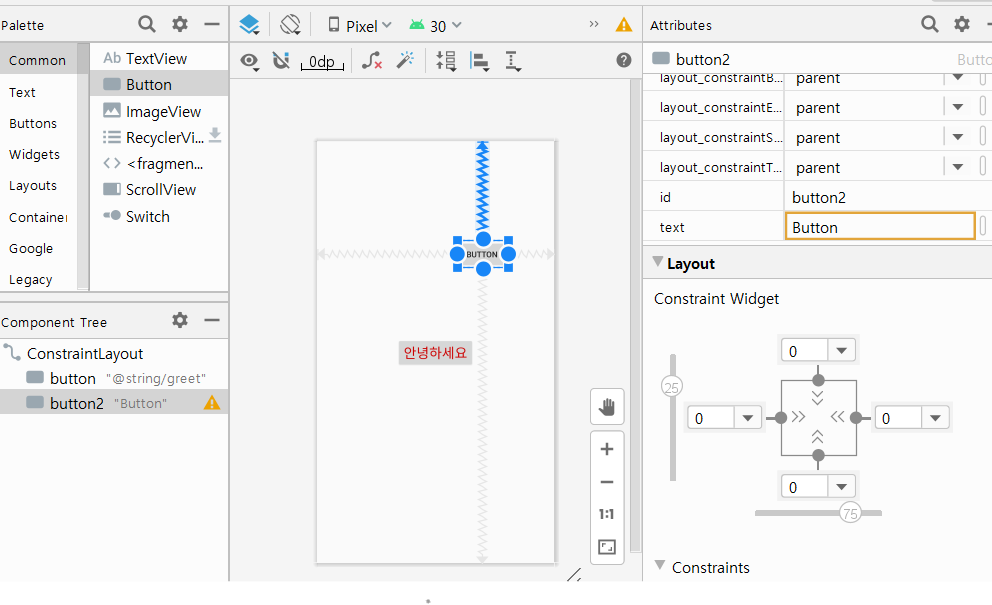 Palette
Common
Text
Buttons
Widgets
Layouts
Container
Google
Legacy
Ab TextView
Button
ImageView
RecyclerVi...
<> <fragmen...
ScrollView
Switch
Component Tree
ConstraintLayout
button "@string/greet"
button2 "Button"
Pixel
30
>>
0dp
?
BUTTON
안녕하세요
1:1
Attributes
button2
Butto
layout_constraintB... parent
layout_constraintE... parent
layout_constraintS... parent
layout_constraintT... parent
id button2
text Button
Layout
Constraint Widget
0
25
0
0
0
75
Constraints